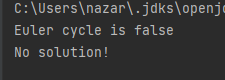 C:\Users\nazar\.jdks\openjd
Euler cycle is false
No solution!